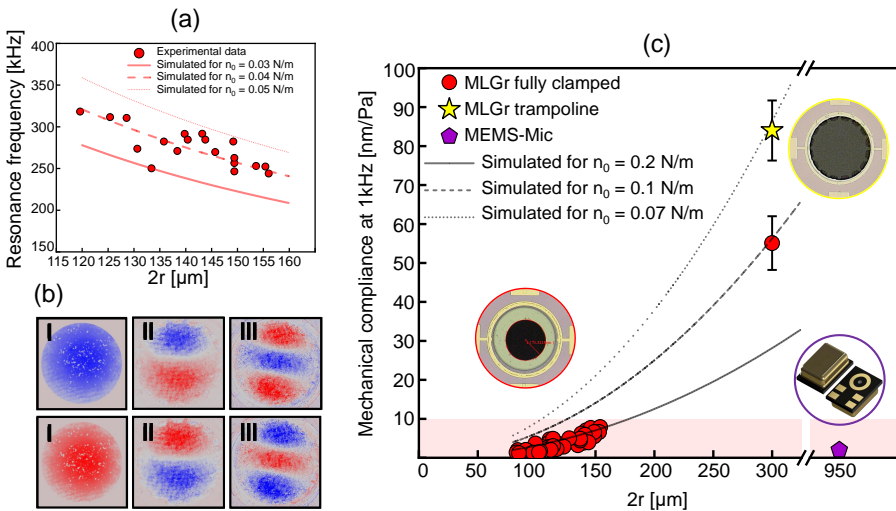 (a)
Resonance frequency [kHz]
400
350
300
250
200
150
Experimental data
Simulated for n₀ = 0.03 N/m
Simulated for n₀ = 0.04 N/m
Simulated for n₀ = 0.05 N/m
115 120 125 130 135 140 145 150 155 160
2r [μm]
(b)
I II III
I II III
(c)
Mechanical compliance at 1kHz [nm/Pa]
100
90
80
70
60
50
40
30
20
10
MLGr fully clamped
MLGr trampoline
MEMS-Mic
Simulated for n₀ = 0.2 N/m
Simulated for n₀ = 0.1 N/m
Simulated for n₀ = 0.07 N/m
0 50 100 150 200 250 300 950
2r [μm]